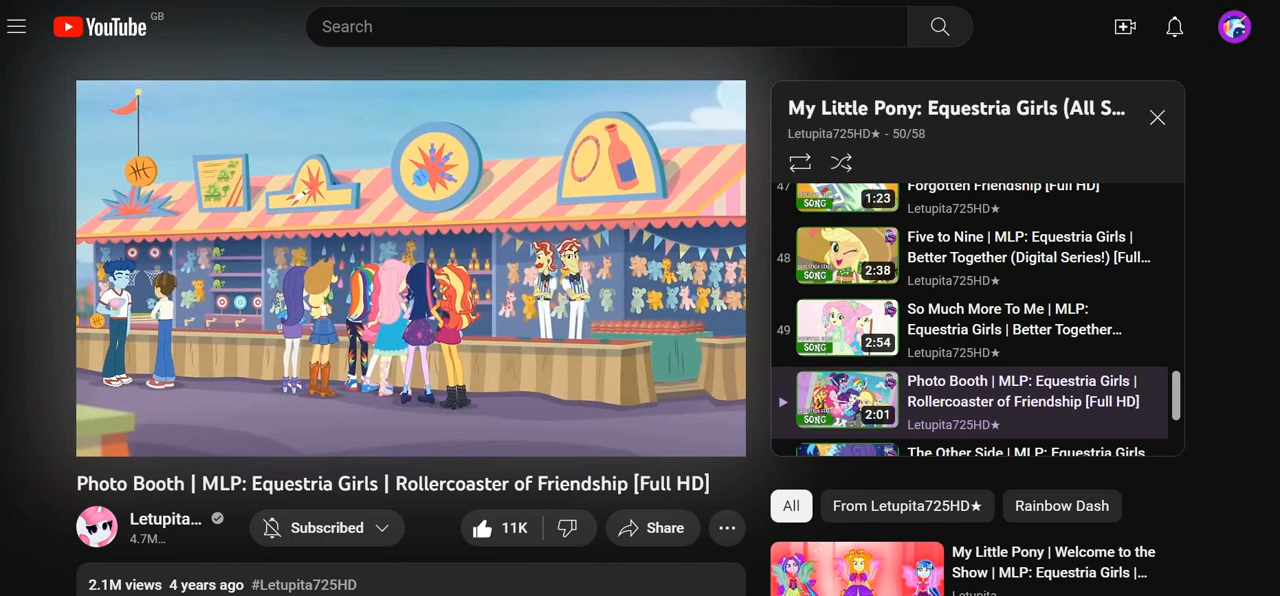 YouTube GB
Search
My Little Pony: Equestria Girls (All S...
Letupita725HD★ - 50/58
47
Forgotten Friendship [Full HD]
SONG
1:23
Letupita725HD★
48
SONG
2:38
Five to Nine | MLP: Equestria Girls |
Better Together (Digital Series!) [Full...
Letupita725HD★
49
SONG
2:54
So Much More To Me | MLP:
Equestria Girls | Better Together...
Letupita725HD★
SONG
2:01
Photo Booth | MLP: Equestria Girls |
Rollercoaster of Friendship [Full HD]
Letupita725HD★
The Other Side | MLP: Equestria Girls
Photo Booth | MLP: Equestria Girls | Rollercoaster of Friendship [Full HD]
Letupita...
4.7M...
Subscribed
11K
Share
2.1M views 4 years ago #Letupita725HD
All
From Letupita725HD★
Rainbow Dash
My Little Pony | Welcome to the
Show | MLP: Equestria Girls |...
Letupita